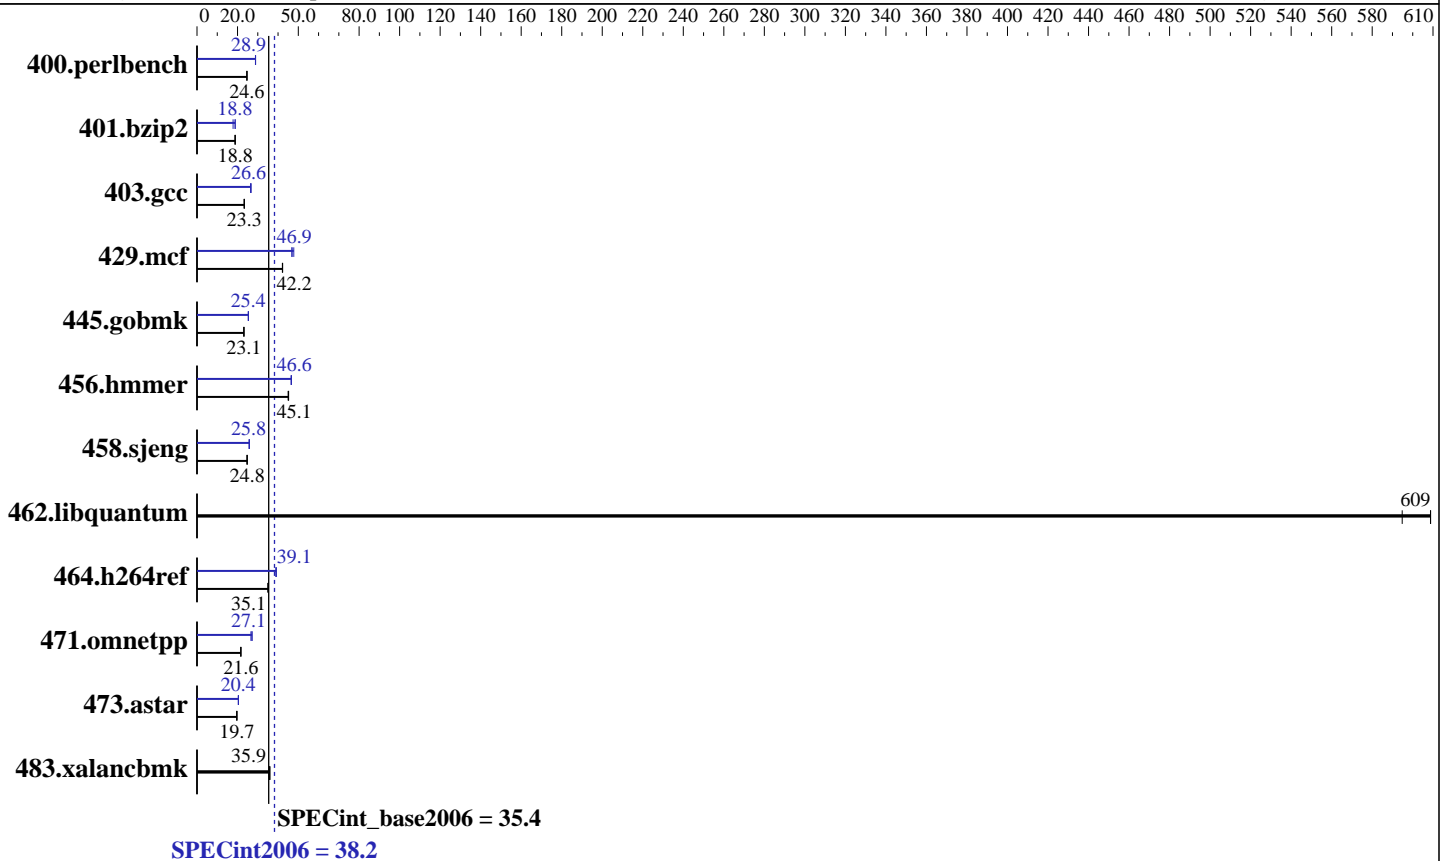 0 20.0 50.0 80.0 100 120 140 160 180 200 220 240 260 280 300 320 340 360 380 400 420 440 460 480 500 520 540 560 580 610
28.9
400.perlbench
24.6
18.8
401.bzip2
18.8
26.6
403.gcc
23.3
46.9
429.mcf
42.2
25.4
445.gobmk
23.1
46.6
456.hmmer
45.1
25.8
458.sjeng
24.8
609
462.libquantum
39.1
464.h264ref
35.1
27.1
471.omnetpp
21.6
20.4
473.astar
19.7
35.9
483.xalancbmk
SPECint_base2006 = 35.4
SPECint2006 = 38.2